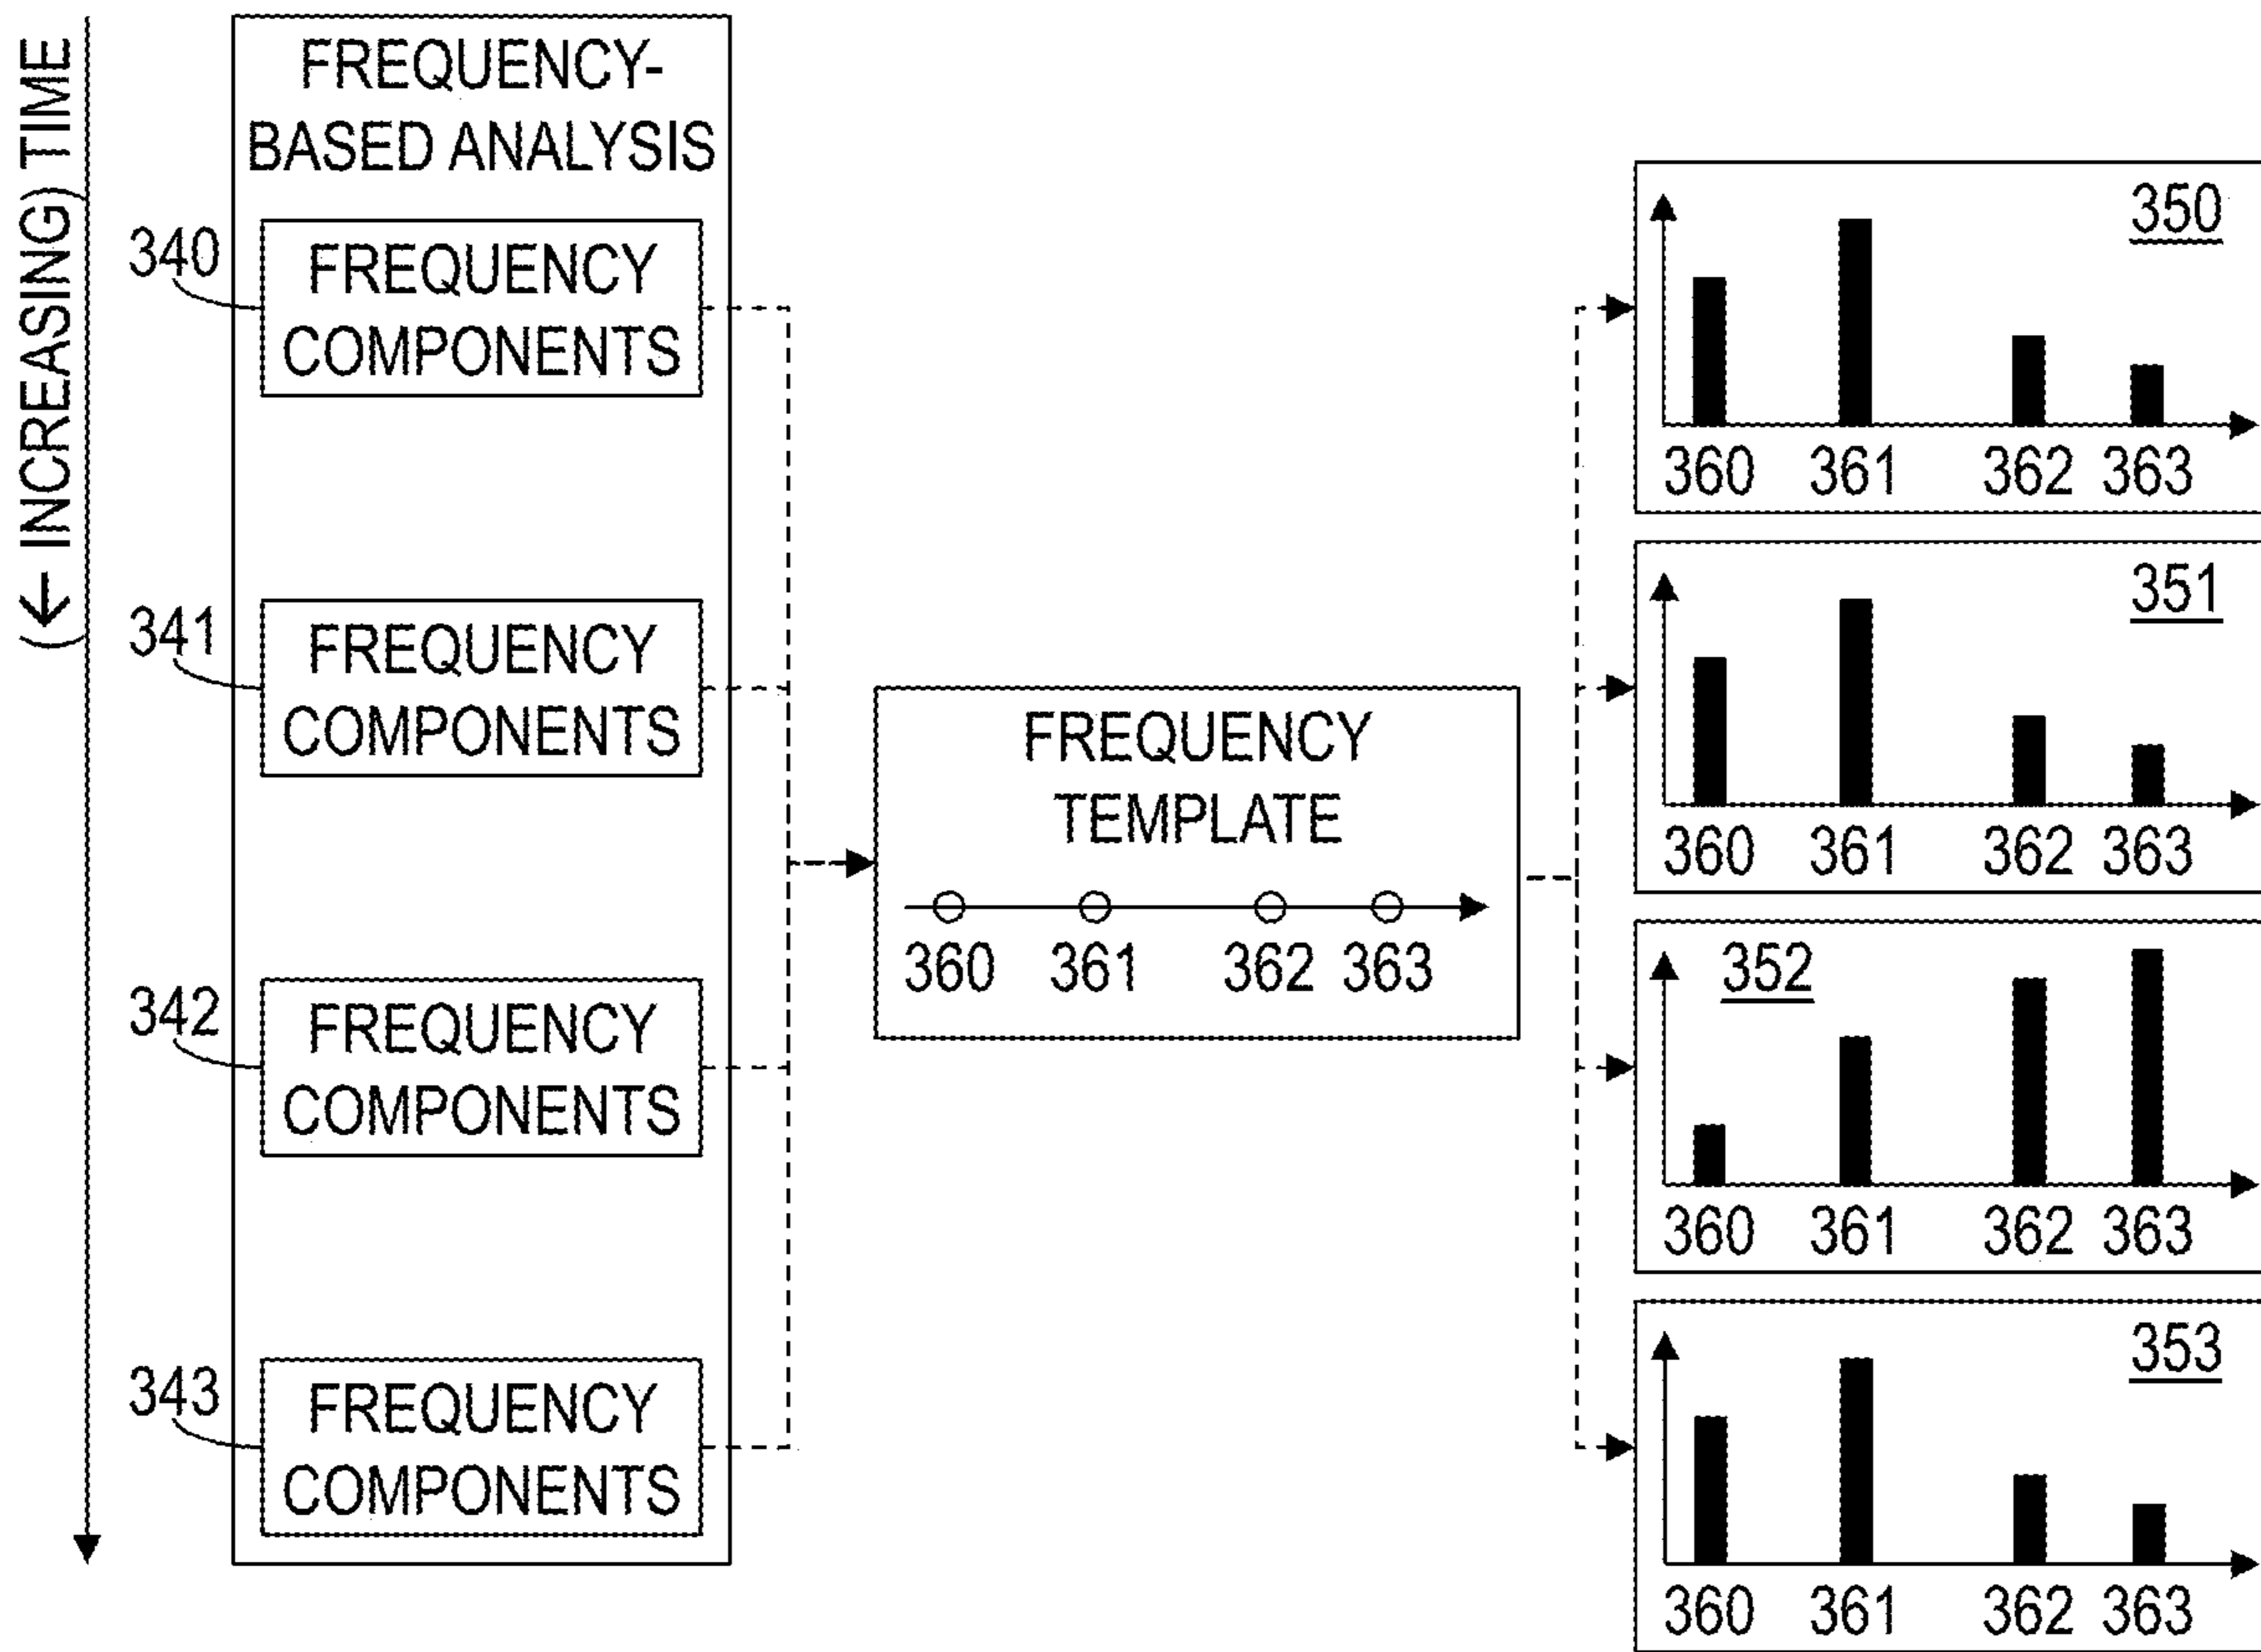 (← INCREASING) TIME
FREQUENCY-
BASED ANALYSIS
340
FREQUENCY
COMPONENTS
341
FREQUENCY
COMPONENTS
342
FREQUENCY
COMPONENTS
343
FREQUENCY
COMPONENTS
FREQUENCY
TEMPLATE
360 361 362 363
350
360 361 362 363
351
360 361 362 363
352
360 361 362 363
353
360 361 362 363